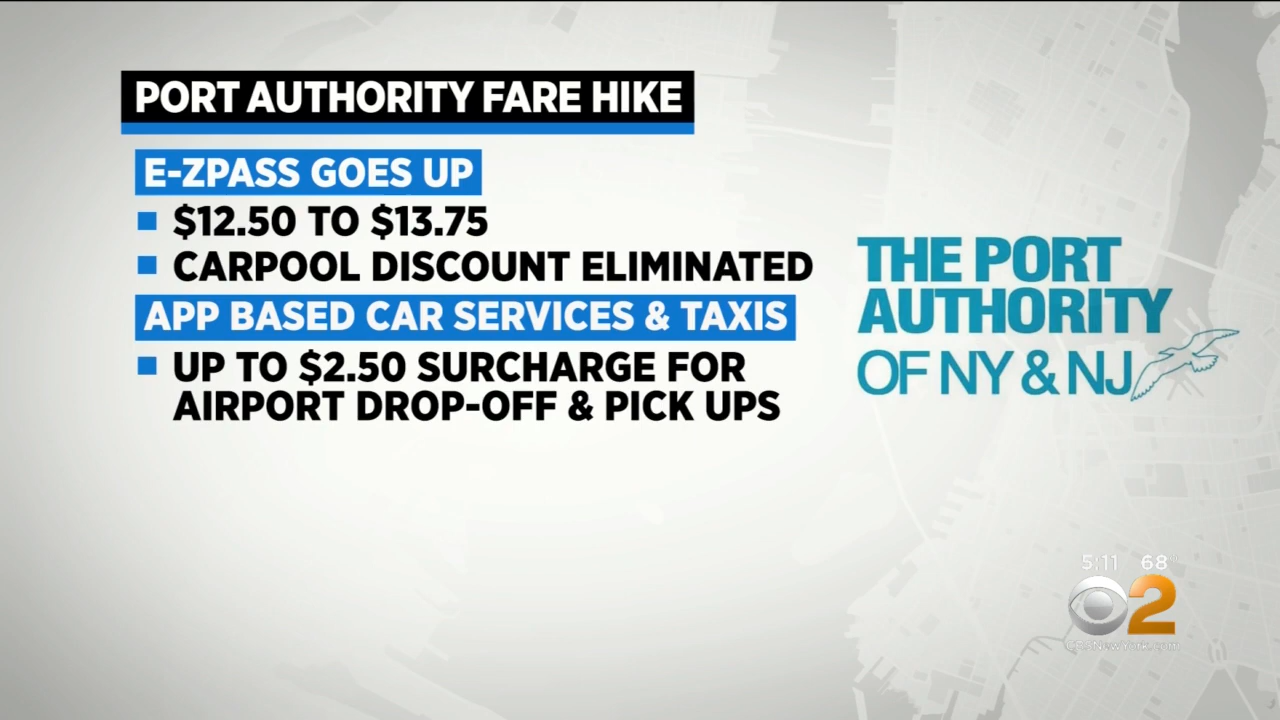 PORT AUTHORITY FARE HIKE
E-ZPASS GOES UP
$12.50 TO $13.75
CARPOOL DISCOUNT ELIMINATED
APP BASED CAR SERVICES & TAXIS
UP TO $2.50 SURCHARGE FOR
AIRPORT DROP-OFF & PICK UPS
THE PORT
AUTHORITY
OF NY & NJ
5:11 68°
2
CBSNewYork.com